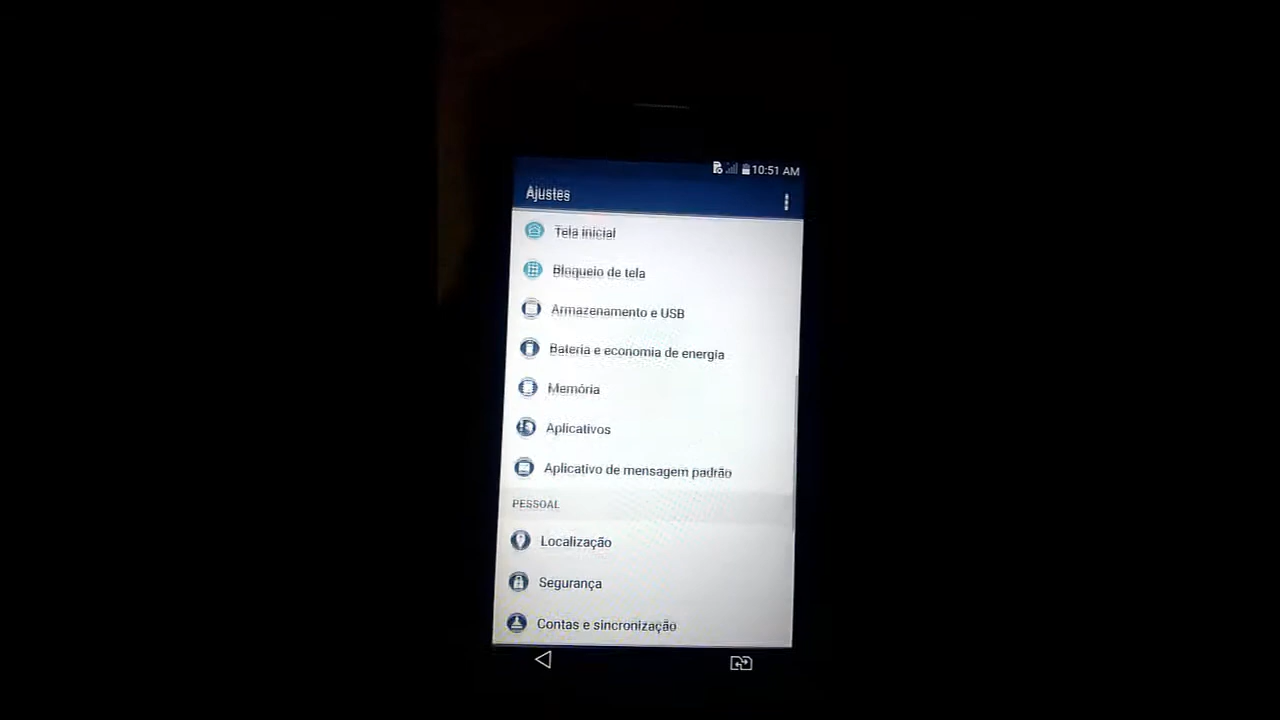 10:51 AM
Ajustes
Tela inicial
Bloqueio de tela
Armazenamento e USB
Bateria e economia de energia
Memória
Aplicativos
Aplicativo de mensagem padrão
PESSOAL
Localização
Segurança
Contas e sincronização